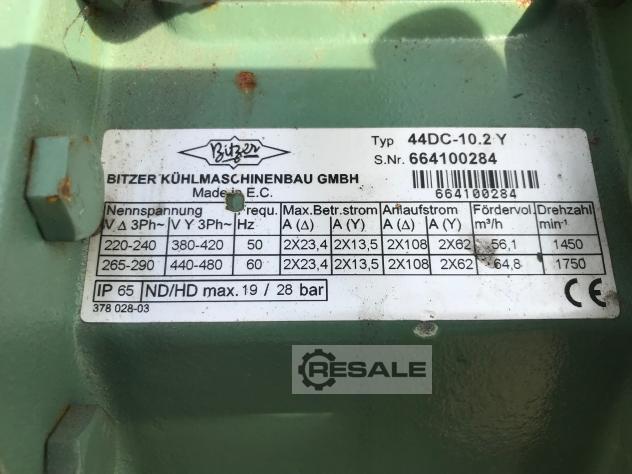 Bitzer
Typ 44DC-10.2 Y
S.Nr. 664100284
BITZER KÜHLMASCHINENBAU GMBH
Made in E.C.
664100284
Nennspannung Frequ. Max.Betr.strom Anlaufstrom Fördervol. Drehzahl
V Δ 3Ph~ V Y 3Ph~ Hz A (Δ) A (Y) A (Δ) A (Y) m³/h min⁻¹
220-240 380-420 50 2X23,4 2X13,5 2X108 2X62 56,1 1450
265-290 440-480 60 2X23,4 2X13,5 2X108 2X62 64,8 1750
IP 65 ND/HD max. 19 / 28 bar
378 028-03 CE
RESALE